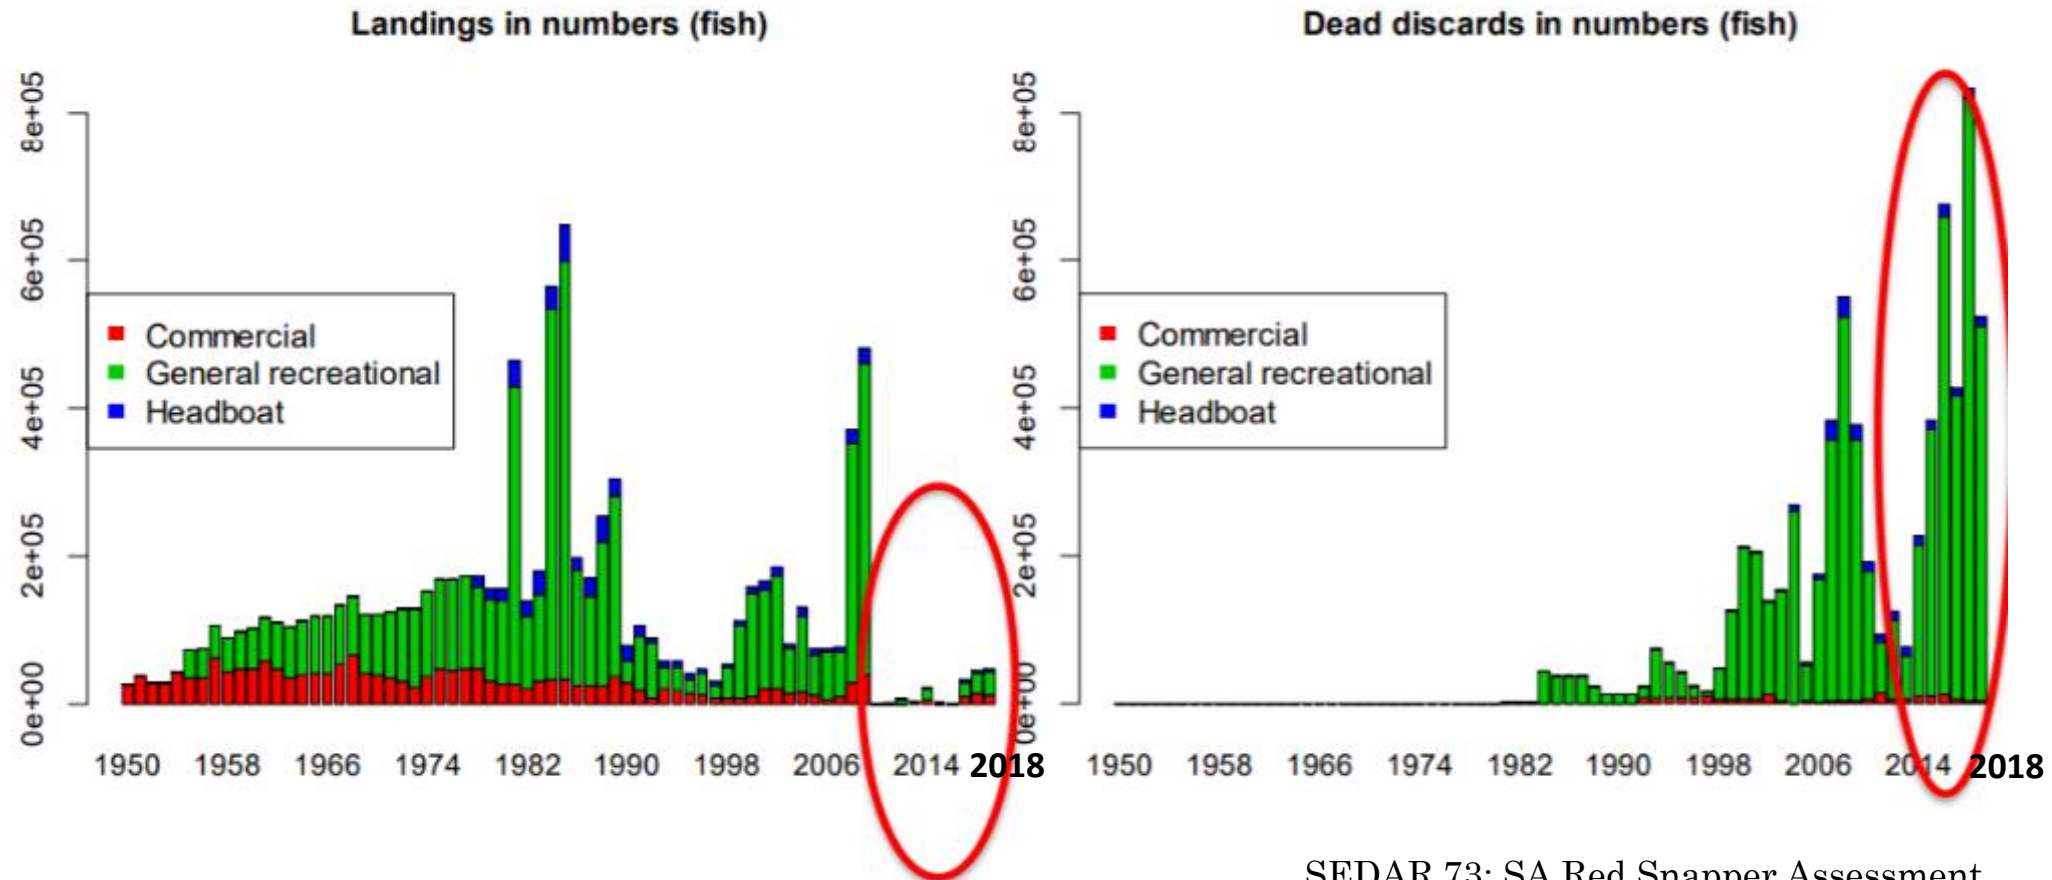 Landings in numbers (fish)
8e+05
6e+05
4e+05
2e+05
0e+00
Commercial
General recreational
Headboat
1950 1958 1966 1974 1982 1990 1998 2006 2014 2018
Dead discards in numbers (fish)
8e+05
6e+05
4e+05
2e+05
0e+00
Commercial
General recreational
Headboat
1950 1958 1966 1974 1982 1990 1998 2006 2014 2018
SEDAR 73: SA Red Snapper Assessment